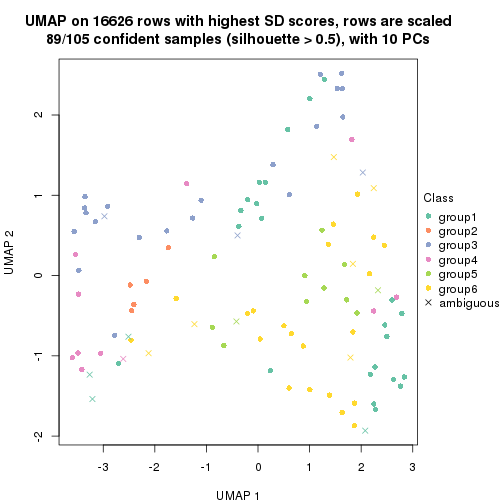 UMAP on 16626 rows with highest SD scores, rows are scaled
89/105 confident samples (silhouette > 0.5), with 10 PCs
UMAP 2
2
1
0
-1
-2
-3
-2
-1
0
1
2
3
UMAP 1
Class
group1
group2
group3
group4
group5
group6
ambiguous